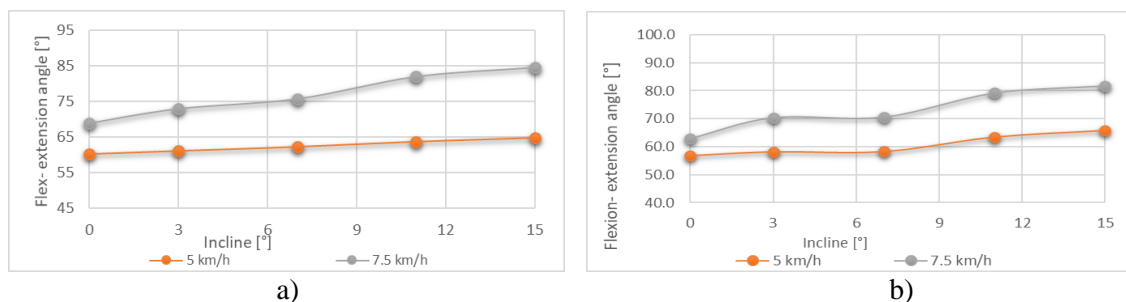 Flex- extension angle [°]
95
85
75
65
55
45
0 3 6 9 12 15
Incline [°]
5 km/h 7.5 km/h
a)
Flexion- extension angle [°]
100.0
90.0
80.0
70.0
60.0
50.0
40.0
0 3 6 9 12 15
Incline [°]
5 km/h 7.5 km/h
b)